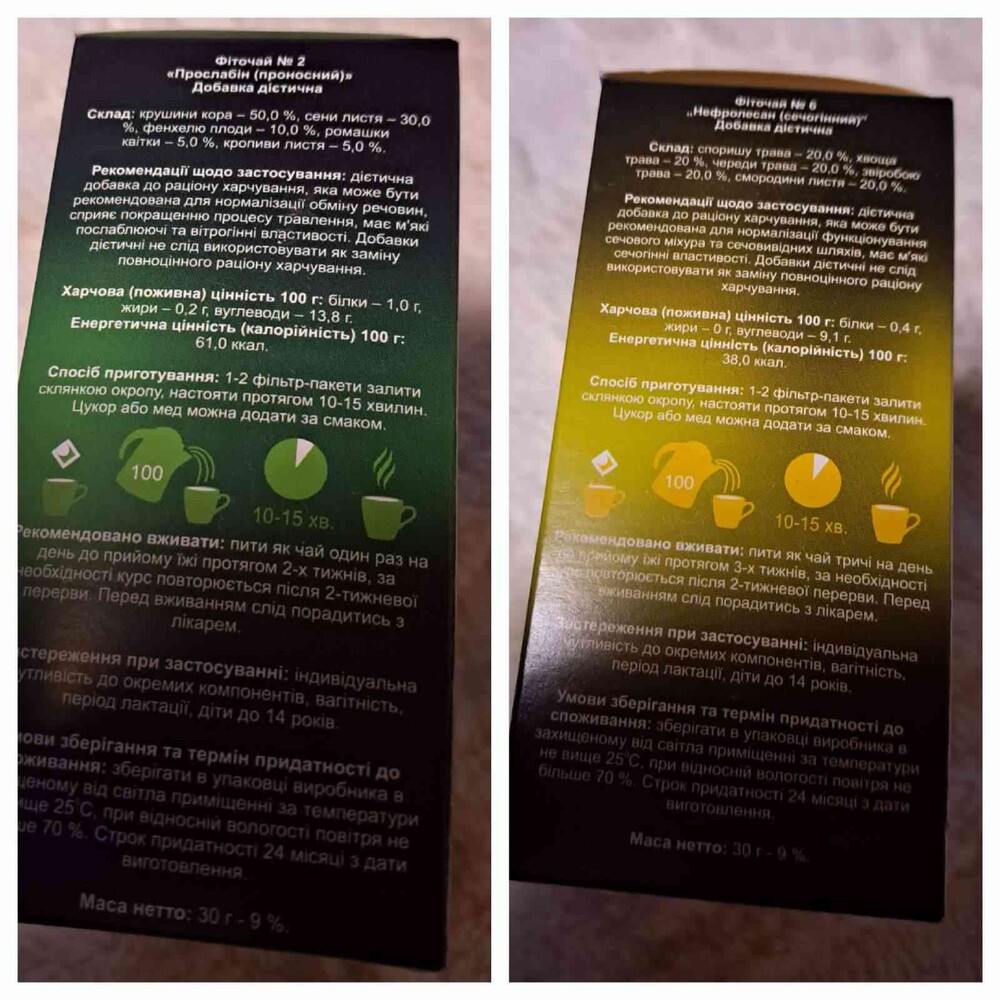 Фіточай № 2
«Прослабін (проносний)»
Добавка дієтична
Склад: крушини кора – 50,0 %, сени листя – 30,0
%, фенхелю плоди – 10,0 %, ромашки
квітки – 5,0 %, кропиви листя – 5,0 %.
Рекомендації щодо застосування: дієтична
добавка до раціону харчування, яка може бути
рекомендована для нормалізації обміну речовин,
сприяє покращенню процесу травлення, має м'які
послаблюючі та вітрогінні властивості. Добавки
дієтичні не слід використовувати як заміну
повноцінного раціону харчування.
Харчова (поживна) цінність 100 г: білки – 1,0 г,
жири – 0,2 г, вуглеводи – 13,8 г.
Енергетична цінність (калорійність) 100 г:
61,0 ккал.
Спосіб приготування: 1-2 фільтр-пакети залити
склянкою окропу, настояти протягом 10-15 хвилин.
Цукор або мед можна додати за смаком.
100
10-15 хв.
Рекомендовано вживати: пити як чай один раз на
день до прийому їжі протягом 2-х тижнів, за
необхідності курс повторюється після 2-тижневої
перерви. Перед вживанням слід порадитись з
лікарем.
стереження при застосуванні: індивідуальна
утливість до окремих компонентів, вагітність,
період лактації, діти до 14 років.
мови зберігання та термін придатності до
оживання: зберігати в упаковці виробника в
щеному від світла приміщенні за температури
ище 25°С, при відносній вологості повітря не
ше 70 %. Строк придатності 24 місяці з дати
виготовлення.
Маса нетто: 30 г - 9 %.
Фіточай № 6
„Нефролесан (сечогінний)"
Добавка дієтична
Склад: споришу трава – 20,0 %, хвоща
трава – 20 %, череди трава – 20,0 %, звіробою
трава – 20,0 %, смородини листя – 20,0 %.
Рекомендації щодо застосування: дієтична
добавка до раціону харчування, яка може бути
рекомендована для нормалізації функціонування
сечового міхура та сечовивідних шляхів, має м'які
сечогінні властивості. Добавки дієтичні не слід
використовувати як заміну повноцінного раціону
харчування.
Харчова (поживна) цінність 100 г: білки – 0,4 г,
жири – 0 г, вуглеводи – 9,1 г.
Енергетична цінність (калорійність) 100 г:
38,0 ккал.
Спосіб приготування: 1-2 фільтр-пакети залити
склянкою окропу, настояти протягом 10-15 хвилин.
Цукор або мед можна додати за смаком.
100
10-15 хв.
Рекомендовано вживати: пити як чай тричі на день
до прийому їжі протягом 3-х тижнів, за необхідності
курс повторюється після 2-тижневої перерви. Перед
вживанням слід порадитись з лікарем.
Застереження при застосуванні: індивідуальна
чутливість до окремих компонентів, вагітність,
період лактації, діти до 14 років.
Умови зберігання та термін придатності до
споживання: зберігати в упаковці виробника в
захищеному від світла приміщенні за температури
не вище 25°С, при відносній вологості повітря не
більше 70 %. Строк придатності 24 місяці з дати
виготовлення.
Маса нетто: 30 г - 9 %.